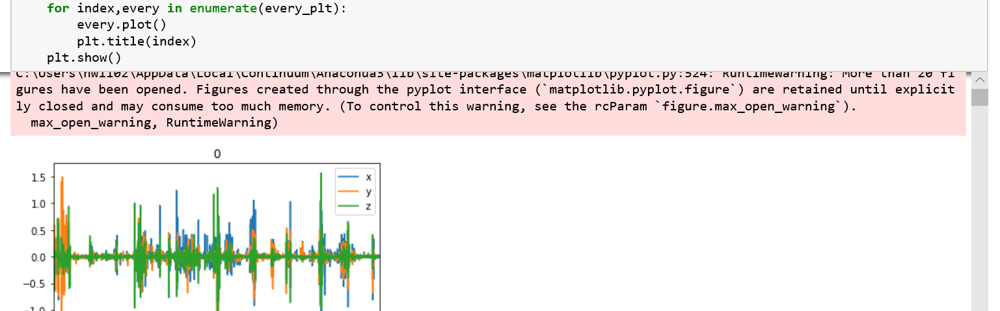 for index,every in enumerate(every_plt):
every.plot()
plt.title(index)
plt.show()
C:\Users\nw1102\AppData\Local\Continuum\Anaconda3\lib\site-packages\matplotlib\pyplot.py:524: RuntimeWarning: More than 20 fi
gures have been opened. Figures created through the pyplot interface (`matplotlib.pyplot.figure`) are retained until explicit
ly closed and may consume too much memory. (To control this warning, see the rcParam `figure.max_open_warning`).
max_open_warning, RuntimeWarning)
0
1.5
x
y
1.0
z
0.5
0.0
−0.5
−1.0